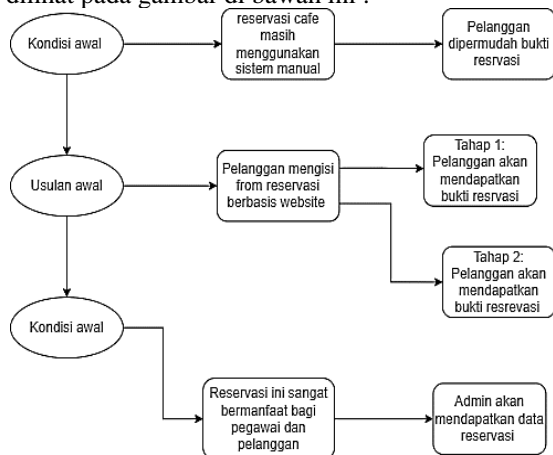 dilihat pada gambar di bawah ini :
Kondisi awal
reservasi cafe
masih
menggunakan
sistem manual
Pelanggan
dipermudah bukti
resrvasi
Usulan awal
Pelanggan mengisi
from reservasi
berbasis website
Tahap 1:
Pelanggan akan
mendapatkan
bukti resrvasi
Tahap 2:
Pelanggan akan
mendapatkan
bukti resrevasi
Kondisi awal
Reservasi ini sangat
bermanfaat bagi
pegawai dan
pelanggan
Admin akan
mendapatkan data
reservasi